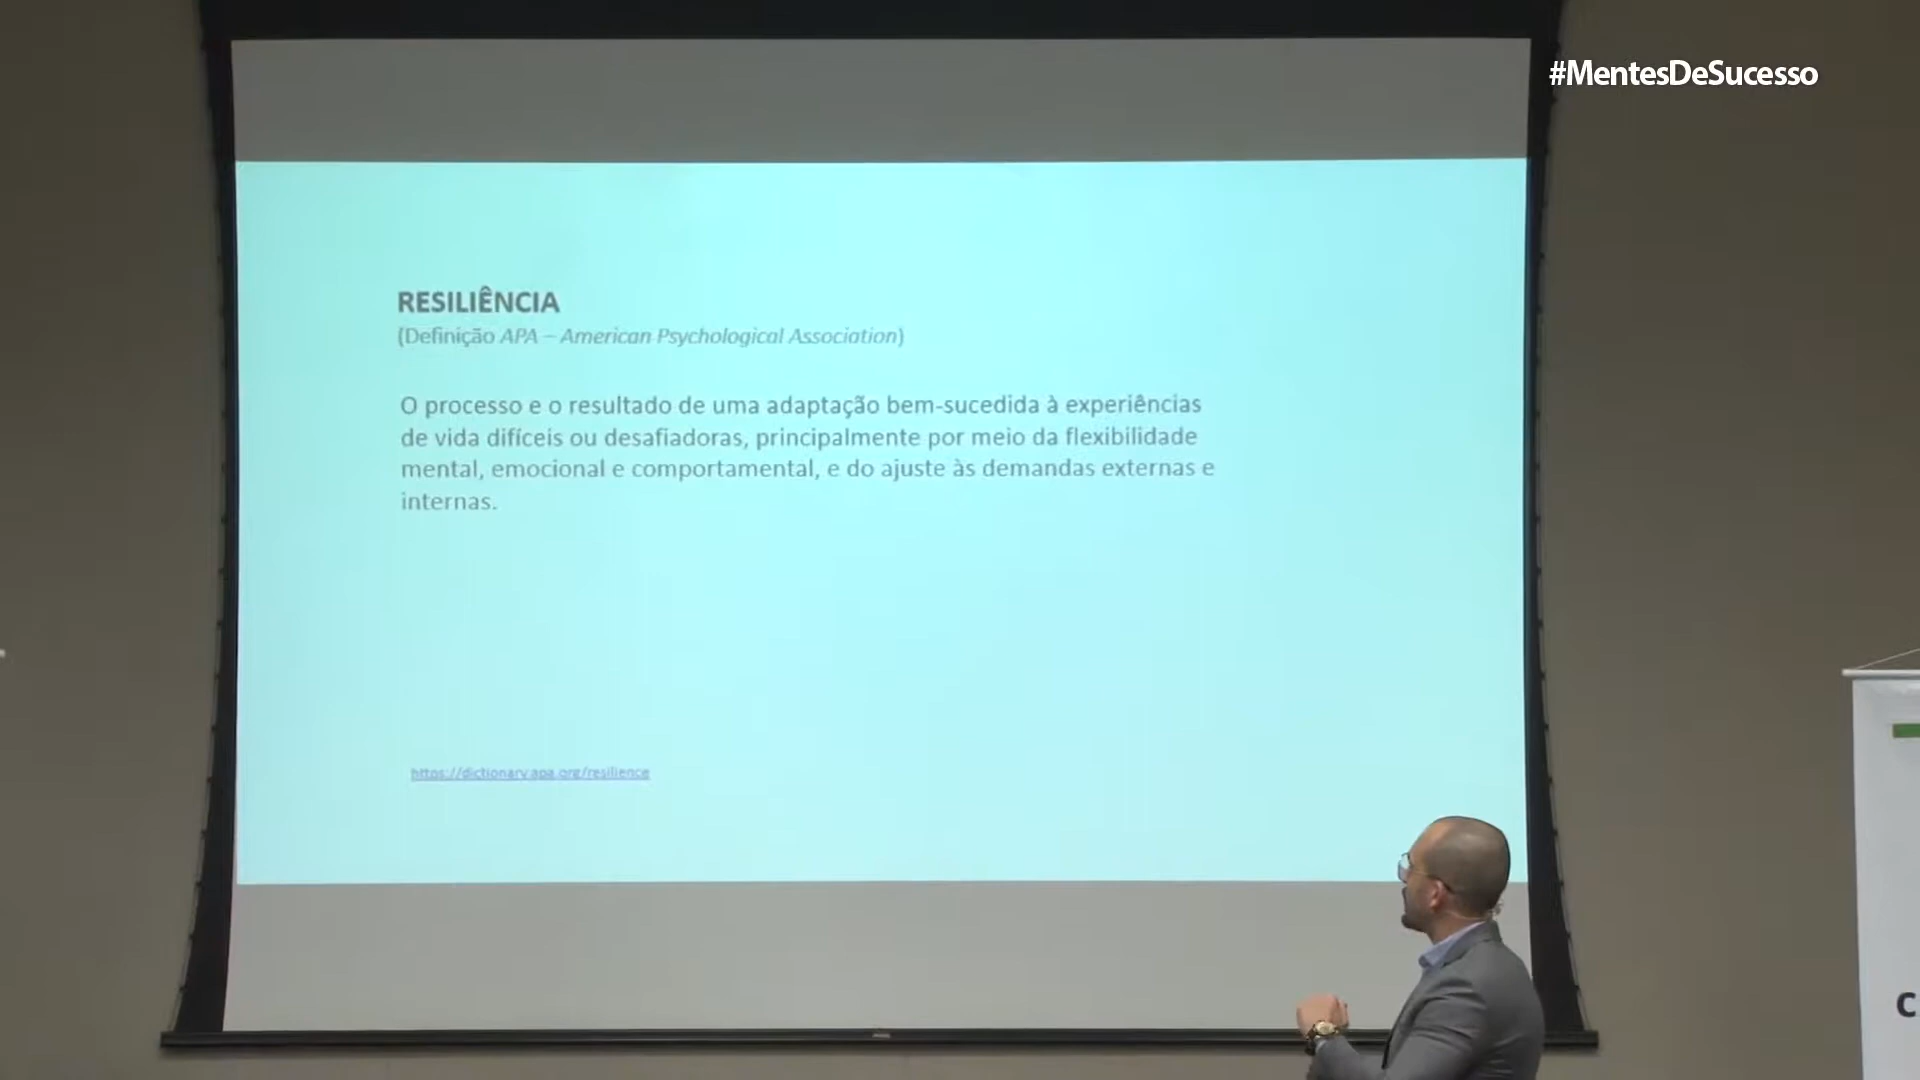 #MentesDeSucesso
RESILIÊNCIA
(Definição APA – American Psychological Association)
O processo e o resultado de uma adaptação bem-sucedida à experiências
de vida difíceis ou desafiadoras, principalmente por meio da flexibilidade
mental, emocional e comportamental, e do ajuste às demandas externas e
internas.
https://dictionary.apa.org/resilience
C